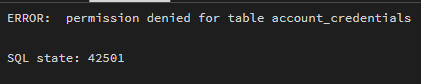 ERROR:  permission denied for table account_credentials
SQL state: 42501